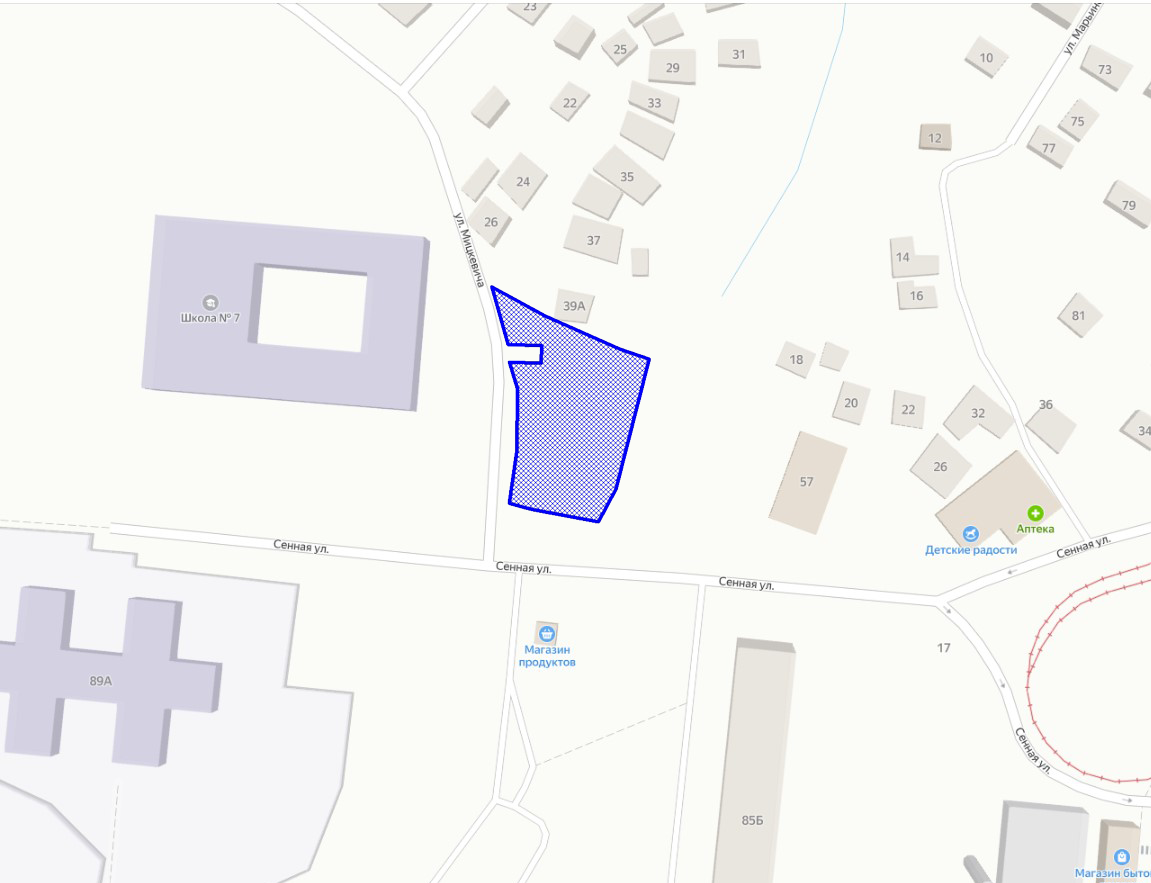 23
25
29
31
10
73
ул. Марьин
22
33
75
12
77
24
35
79
26
37
ул. Мицкевича
14
16
39А
Школа № 7
81
18
20
22
32
36
34
26
57
Аптека
Детские радости
Сенная ул.
Сенная ул.
Сенная ул.
Сенная ул.
Магазин
продуктов
17
89А
Сенная ул.
85Б
Магазин быто